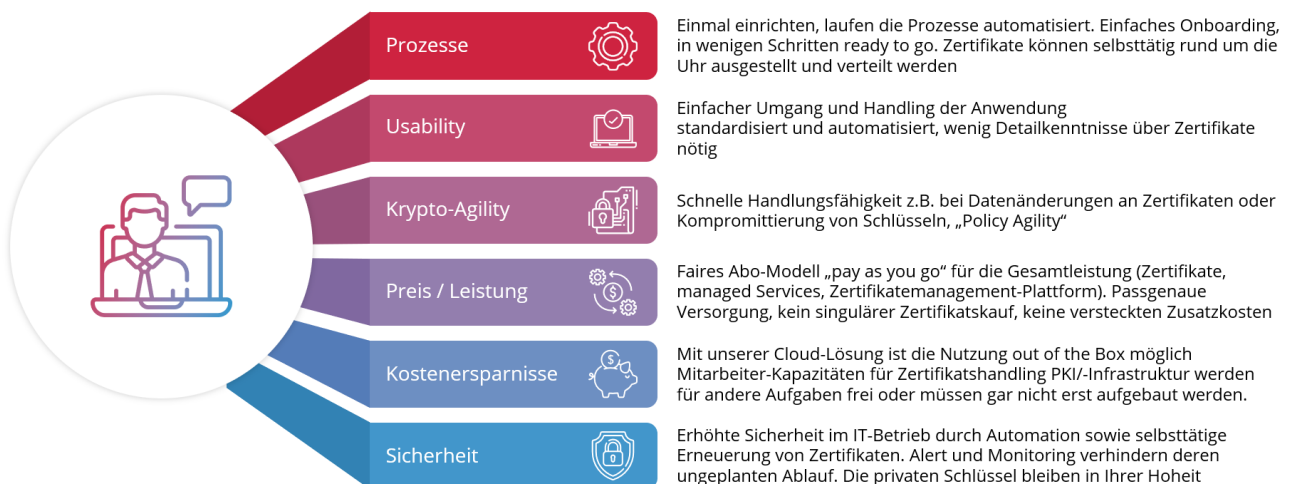 Prozesse
Einmal einrichten, laufen die Prozesse automatisiert. Einfaches Onboarding,
in wenigen Schritten ready to go. Zertifikate können selbsttätig rund um die
Uhr ausgestellt und verteilt werden
Usability
Einfacher Umgang und Handling der Anwendung
standardisiert und automatisiert, wenig Detailkenntnisse über Zertifikate
nötig
Krypto-Agility
Schnelle Handlungsfähigkeit z.B. bei Datenänderungen an Zertifikaten oder
Kompromittierung von Schlüsseln, „Policy Agility“
Preis / Leistung
Faires Abo-Modell „pay as you go“ für die Gesamtleistung (Zertifikate,
managed Services, Zertifikatemanagement-Plattform). Passgenaue
Versorgung, kein singulärer Zertifikatskauf, keine versteckten Zusatzkosten
Kostenersparnisse
Mit unserer Cloud-Lösung ist die Nutzung out of the Box möglich
Mitarbeiter-Kapazitäten für Zertifikatshandling PKI/-Infrastruktur werden
für andere Aufgaben frei oder müssen gar nicht erst aufgebaut werden.
Sicherheit
Erhöhte Sicherheit im IT-Betrieb durch Automation sowie selbsttätige
Erneuerung von Zertifikaten. Alert und Monitoring verhindern deren
ungeplanten Ablauf. Die privaten Schlüssel bleiben in Ihrer Hoheit